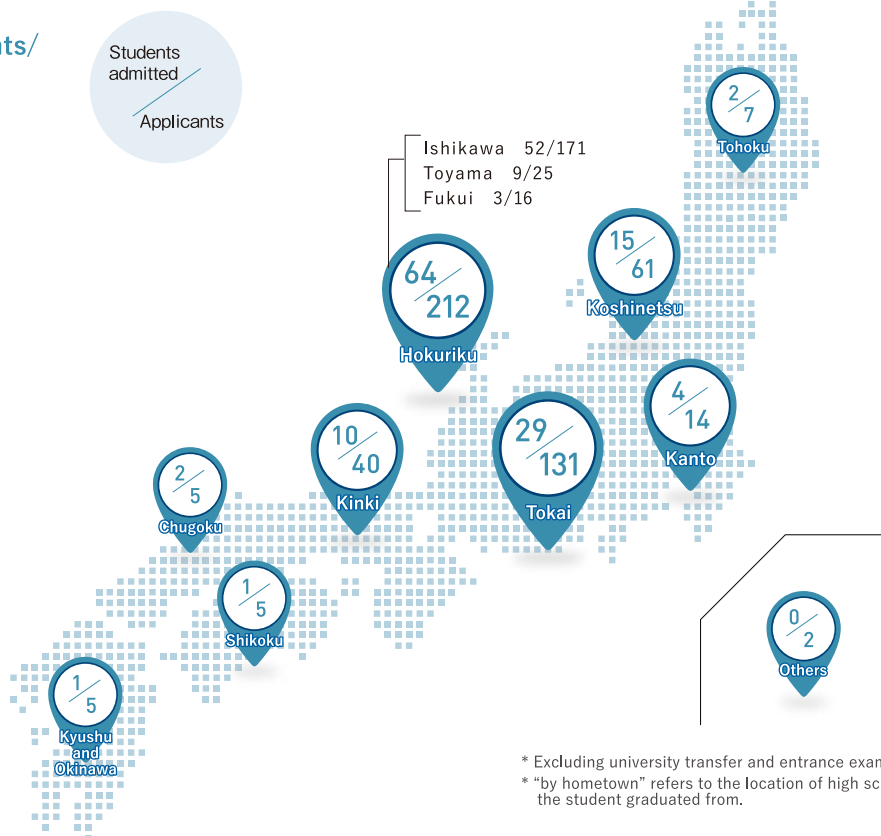 ts/
Students
admitted
Applicants
2/7
Tohoku
Ishikawa 52/171
Toyama 9/25
Fukui 3/16
15/61
Koshinetsu
64/212
Hokuriku
4/14
Kanto
29/131
Tokai
10/40
Kinki
2/5
Chugoku
1/5
Shikoku
0/2
Others
1/5
Kyushu
and
Okinawa
* Excluding university transfer and entrance exam
* “by hometown” refers to the location of high sc
the student graduated from.